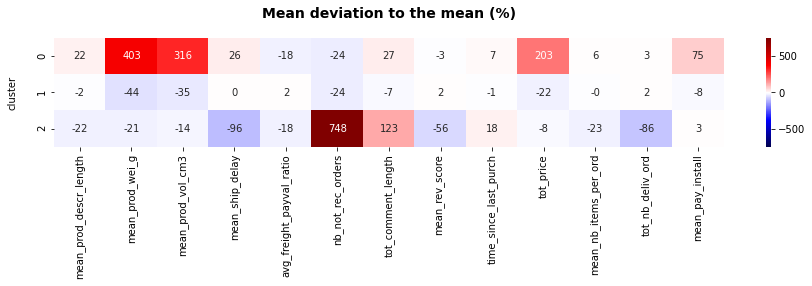 Mean deviation to the mean (%)
cluster
0 22 403 316 26 -18 -24 27 -3 7 203 6 3 75
1 -2 -44 -35 0 2 -24 -7 2 -1 -22 -0 2 -8
2 -22 -21 -14 -96 -18 748 123 -56 18 -8 -23 -86 3
mean_prod_descr_length
mean_prod_wei_g
mean_prod_vol_cm3
mean_ship_delay
avg_freight_payval_ratio
nb_not_rec_orders
tot_comment_length
mean_rev_score
time_since_last_purch
tot_price
mean_nb_items_per_ord
tot_nb_deliv_ord
mean_pay_install
500
0
−500